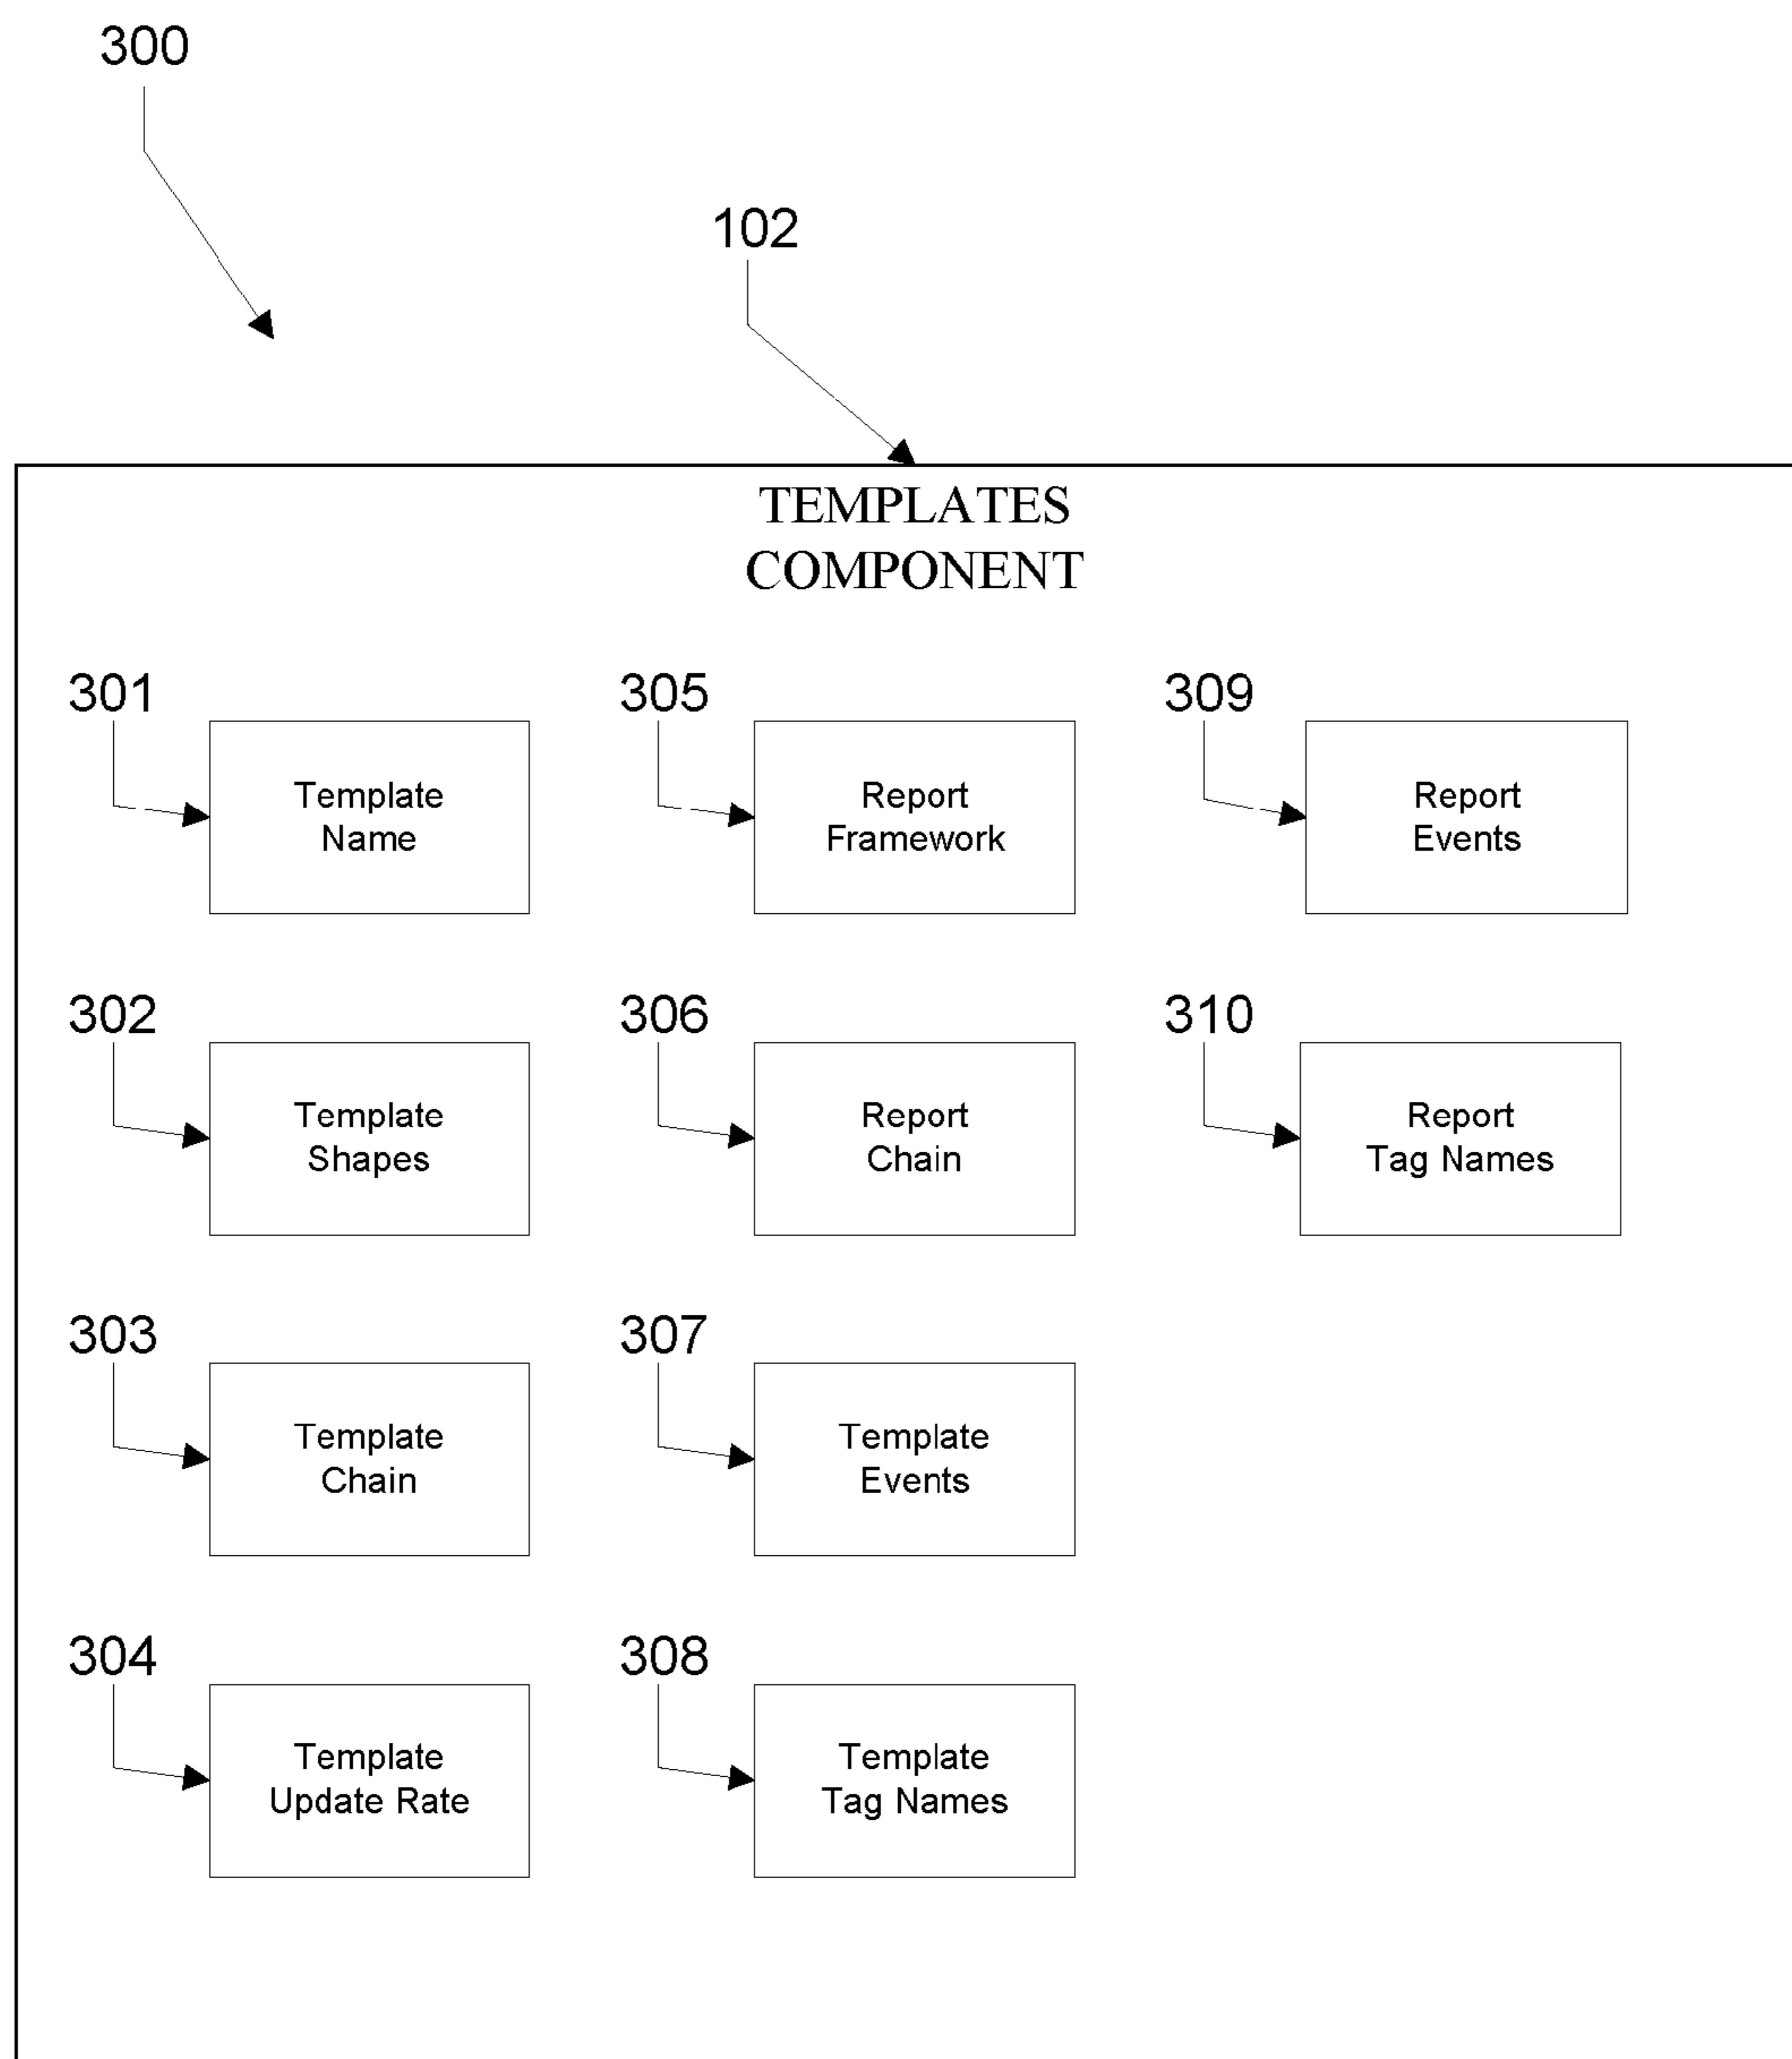 300
102
TEMPLATES
COMPONENT
301
305
309
Template
Name
Report
Framework
Report
Events
302
306
310
Template
Shapes
Report
Chain
Report
Tag Names
303
307
Template
Chain
Template
Events
304
308
Template
Update Rate
Template
Tag Names